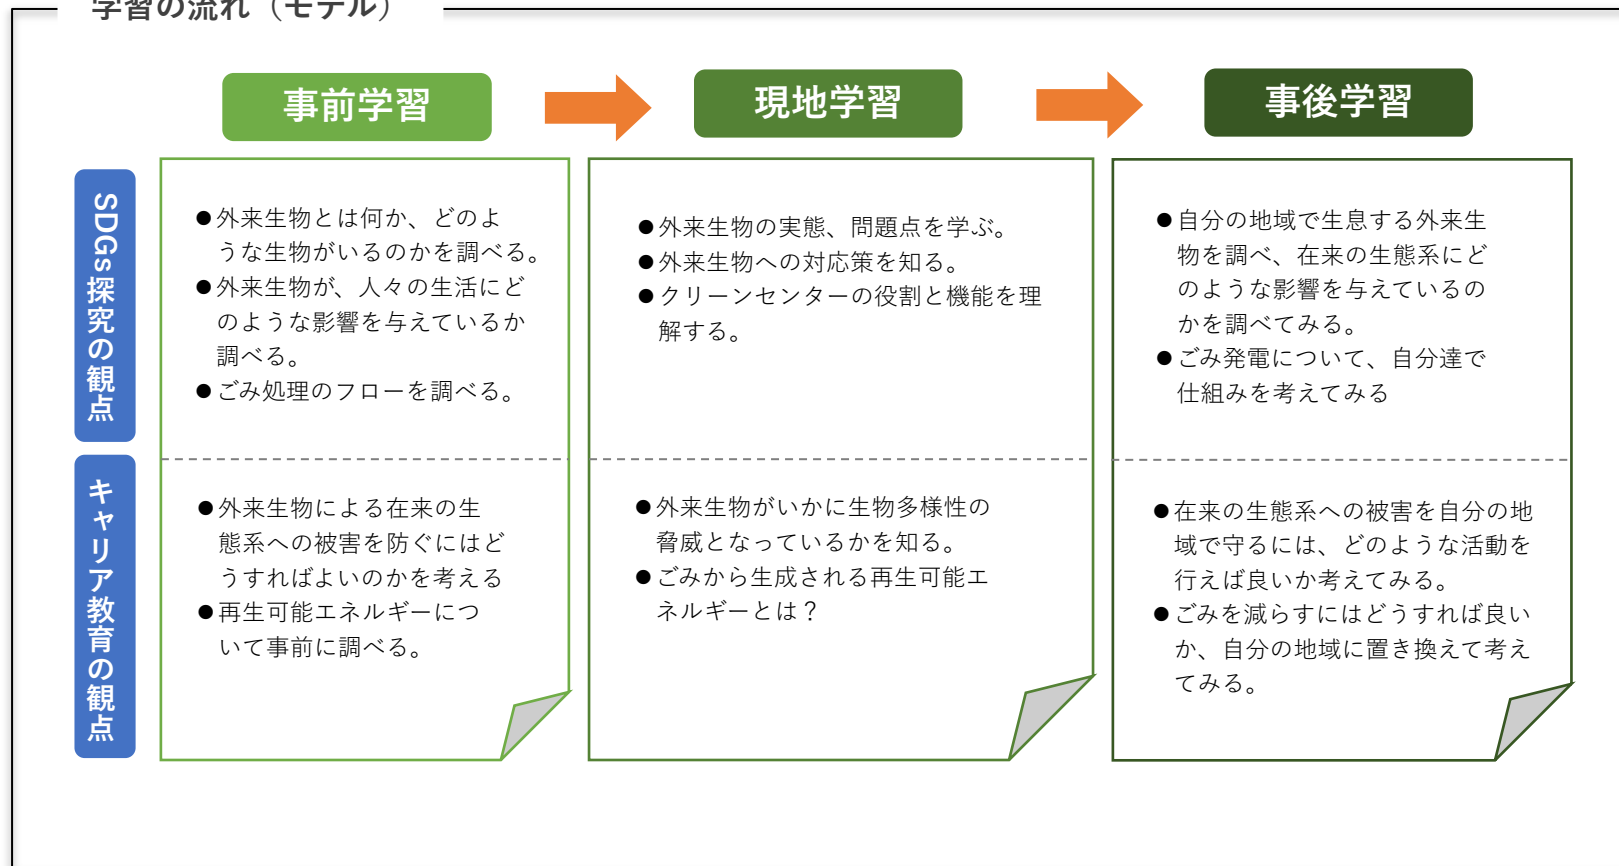 学習の流れ（モデル）
事前学習
現地学習
事後学習
SDGs探究の観点
●外来生物とは何か、どのよ
うな生物がいるのかを調べる。
●外来生物が、人々の生活にど
のような影響を与えているか
調べる。
●ごみ処理のフローを調べる。
●外来生物の実態、問題点を学ぶ。
●外来生物への対応策を知る。
●クリーンセンターの役割と機能を理
解する。
●自分の地域で生息する外来生
物を調べ、在来の生態系にど
のような影響を与えているの
かを調べてみる。
●ごみ発電について、自分達で
仕組みを考えてみる
キャリア教育の観点
●外来生物による在来の生
態系への被害を防ぐにはど
うすればよいのかを考える
●再生可能エネルギーにつ
いて事前に調べる。
●外来生物がいかに生物多様性の
脅威となっているかを知る。
●ごみから生成される再生可能エ
ネルギーとは？
●在来の生態系への被害を自分の地
域で守るには、どのような活動を
行えば良いか考えてみる。
●ごみを減らすにはどうすれば良い
か、自分の地域に置き換えて考え
てみる。